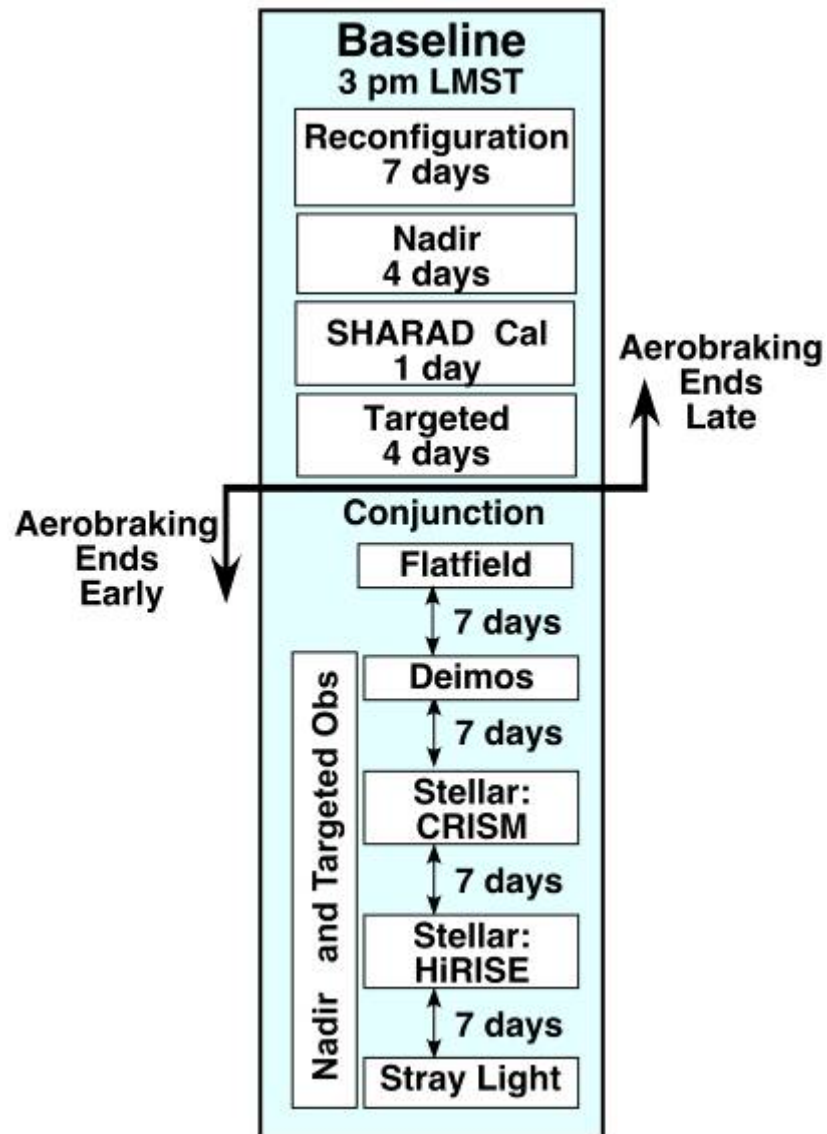 Baseline
3 pm LMST
Reconfiguration
7 days
Nadir
4 days
SHARAD Cal
1 day
Aerobraking
Ends
Late
Targeted
4 days
Conjunction
Aerobraking
Ends
Early
Flatfield
7 days
Nadir and Targeted Obs
Deimos
7 days
Stellar:
CRISM
7 days
Stellar:
HiRISE
7 days
Stray Light